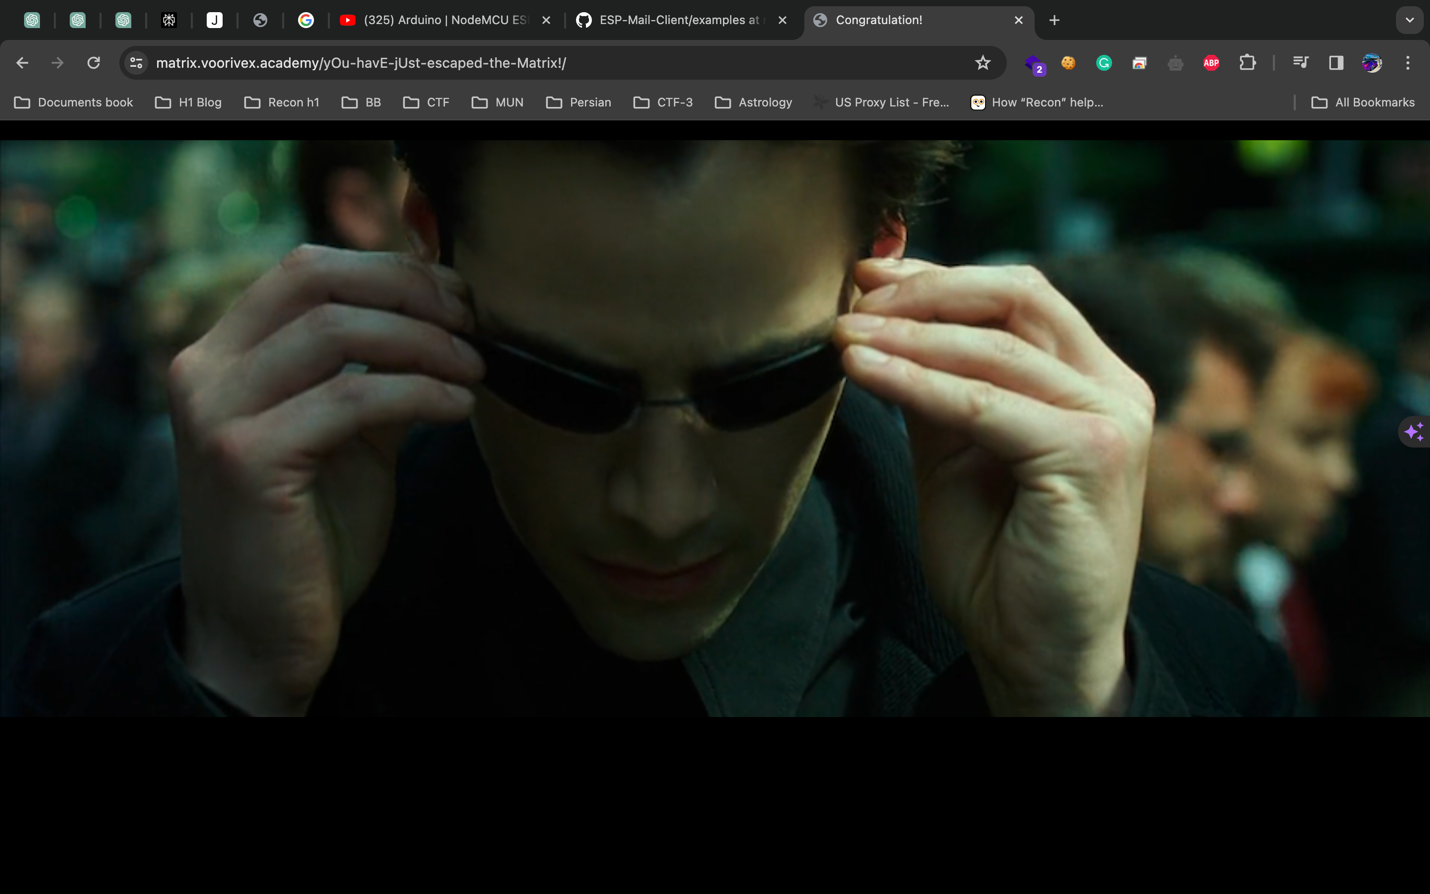 J
(325) Arduino | NodeMCU ES
ESP-Mail-Client/examples at
Congratulation!
matrix.voorivex.academy/yOu-havE-jUst-escaped-the-Matrix!/
2
G
ABP
Documents book
H1 Blog
Recon h1
BB
CTF
MUN
Persian
CTF-3
Astrology
US Proxy List - Fre...
How “Recon” help...
All Bookmarks